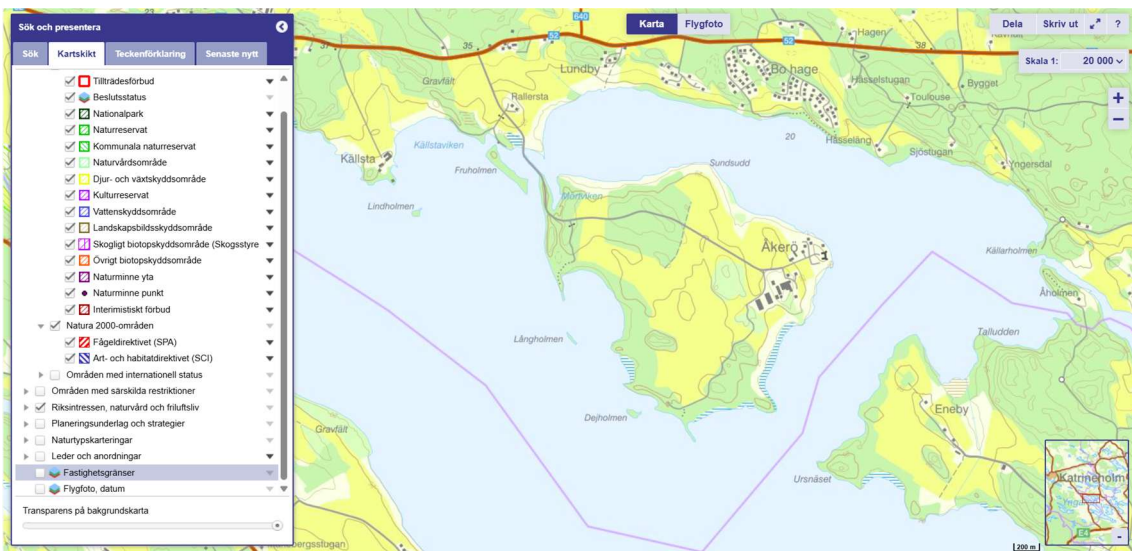 Sök och presentera
Sök
Kartskikt
Teckenförklaring
Senaste nytt
Tillträdesförbud
Beslutsstatus
Nationalpark
Naturreservat
Kommunala naturreservat
Naturvårdsområde
Djur- och växtskyddsområde
Kulturreservat
Vattenskyddsområde
Landskapsbildsskyddsområde
Skogligt biotopskyddsområde (Skogsstyre
Övrigt biotopskyddsområde
Naturminne yta
Naturminne punkt
Interimistiskt förbud
Natura 2000-områden
Fågeldirektivet (SPA)
Art- och habitatdirektivet (SCI)
Områden med internationell status
Områden med särskilda restriktioner
Riksintressen, naturvård och friluftsliv
Planeringsunderlag och strategier
Naturtypskarteringar
Leder och anordningar
Fastighetsgränser
Flygfoto, datum
Transparens på bakgrundskarta
Karta
Flygfoto
Dela
Skriv ut
?
Skala 1:
20 000
+
−
640
52
52
35
38
20
Hagen
Lundby
Bo hage
Hässelstugan
Bygget
Toulouse
Gravfält
Rallersta
Hässeläng
Sjöstugan
Yngersdal
Källstaviken
Källsta
Fruholmen
Sundsudd
Lindholmen
Mörtviken
Åkerö
Källarholmen
Åholmen
Långholmen
Talludden
Dejholmen
Eneby
Gravfält
Ursnäset
Katrineholm
E4
-
200 m